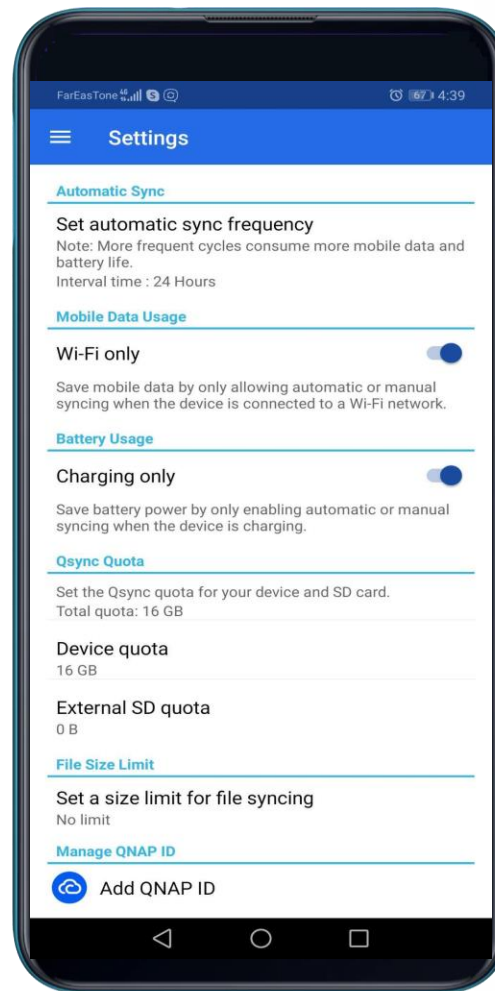 FarEasTone 4G 67 4:39
Settings
Automatic Sync
Set automatic sync frequency
Note: More frequent cycles consume more mobile data and
battery life.
Interval time : 24 Hours
Mobile Data Usage
Wi-Fi only
Save mobile data by only allowing automatic or manual
syncing when the device is connected to a Wi-Fi network.
Battery Usage
Charging only
Save battery power by only enabling automatic or manual
syncing when the device is charging.
Qsync Quota
Set the Qsync quota for your device and SD card.
Total quota: 16 GB
Device quota
16 GB
External SD quota
0 B
File Size Limit
Set a size limit for file syncing
No limit
Manage QNAP ID
Add QNAP ID